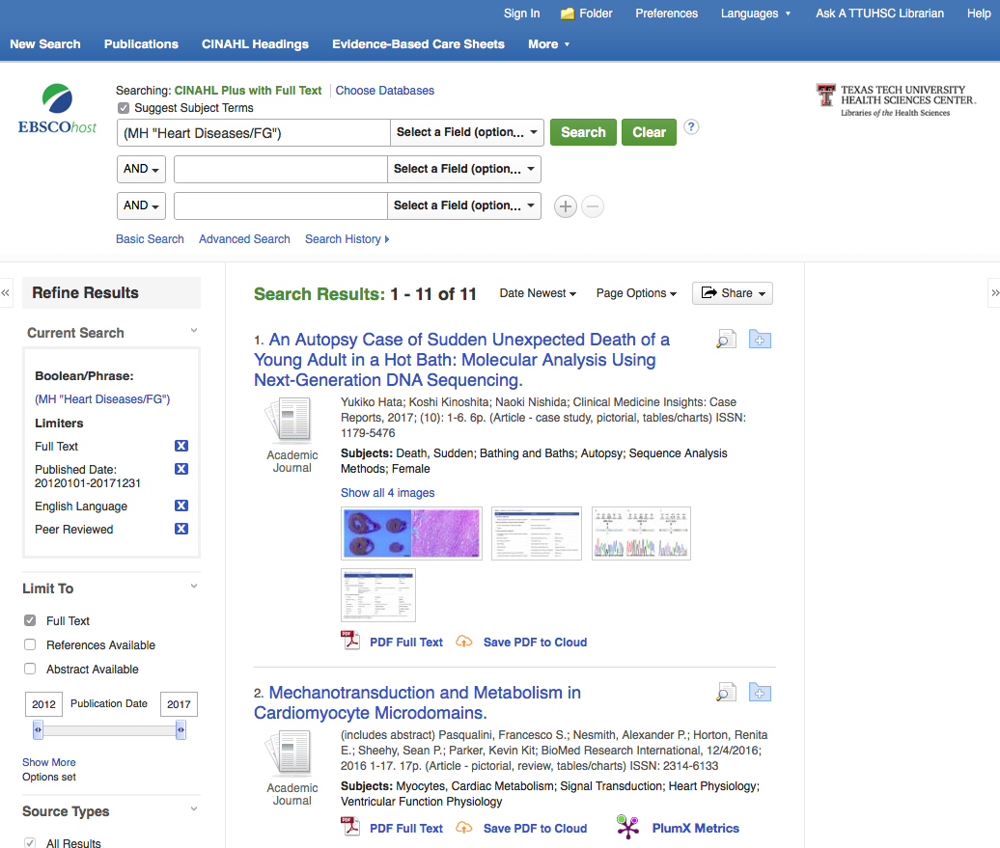 Sign In Folder Preferences Languages Ask A TTUHSC Librarian Help
New Search Publications CINAHL Headings Evidence-Based Care Sheets More
Searching: CINAHL Plus with Full Text Choose Databases
Suggest Subject Terms
EBSCOhost
TEXAS TECH UNIVERSITY
HEALTH SCIENCES CENTER.
Libraries of the Health Sciences
(MH "Heart Diseases/FG") Select a Field (option... Search Clear ?
AND Select a Field (option...
AND Select a Field (option...
Basic Search Advanced Search Search History
Refine Results
Current Search
Boolean/Phrase:
(MH "Heart Diseases/FG")
Limiters
Full Text
Published Date:
20120101-20171231
English Language
Peer Reviewed
Limit To
Full Text
References Available
Abstract Available
2012 Publication Date 2017
Show More
Options set
Source Types
All Results
Search Results: 1 - 11 of 11 Date Newest Page Options Share
1. An Autopsy Case of Sudden Unexpected Death of a
Young Adult in a Hot Bath: Molecular Analysis Using
Next-Generation DNA Sequencing.
Academic
Journal
Yukiko Hata; Koshi Kinoshita; Naoki Nishida; Clinical Medicine Insights: Case
Reports, 2017; (10): 1-6. 6p. (Article - case study, pictorial, tables/charts) ISSN:
1179-5476
Subjects: Death, Sudden; Bathing and Baths; Autopsy; Sequence Analysis
Methods; Female
Show all 4 images
PDF Full Text Save PDF to Cloud
2. Mechanotransduction and Metabolism in
Cardiomyocyte Microdomains.
Academic
Journal
(includes abstract) Pasqualini, Francesco S.; Nesmith, Alexander P.; Horton, Renita
E.; Sheehy, Sean P.; Parker, Kevin Kit; BioMed Research International, 12/4/2016;
2016 1-17. 17p. (Article - pictorial, review, tables/charts) ISSN: 2314-6133
Subjects: Myocytes, Cardiac Metabolism; Signal Transduction; Heart Physiology;
Ventricular Function Physiology
PDF Full Text Save PDF to Cloud PlumX Metrics